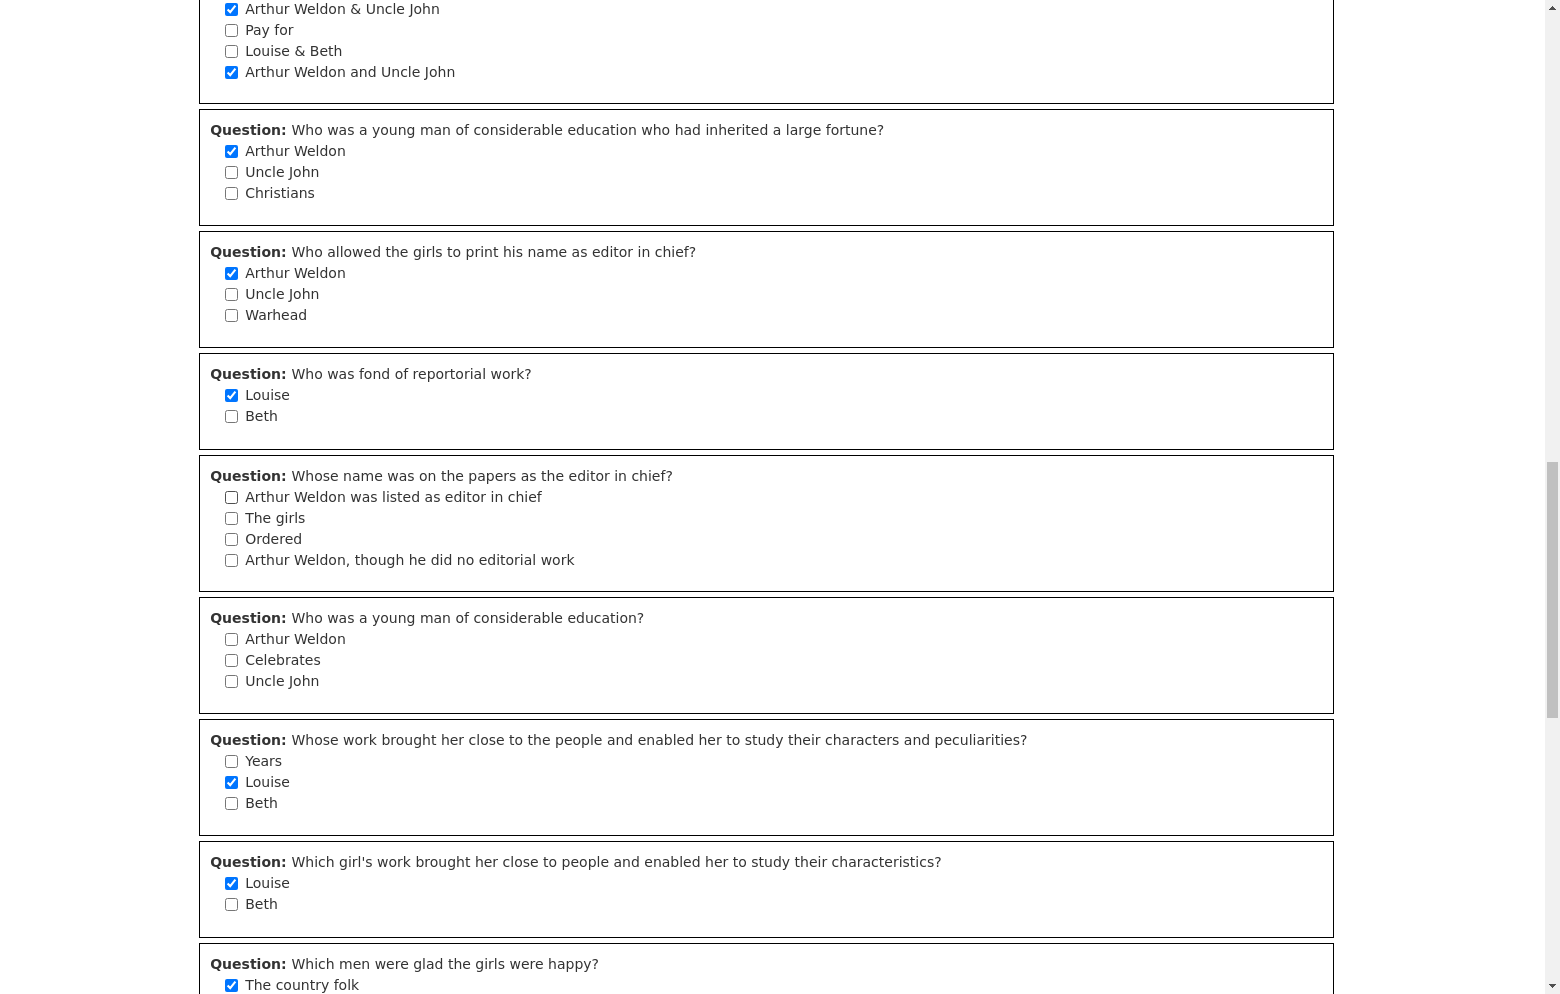 Arthur Weldon & Uncle John
Pay for
Louise & Beth
Arthur Weldon and Uncle John
Question: Who was a young man of considerable education who had inherited a large fortune?
Arthur Weldon
Uncle John
Christians
Question: Who allowed the girls to print his name as editor in chief?
Arthur Weldon
Uncle John
Warhead
Question: Who was fond of reportorial work?
Louise
Beth
Question: Whose name was on the papers as the editor in chief?
Arthur Weldon was listed as editor in chief
The girls
Ordered
Arthur Weldon, though he did no editorial work
Question: Who was a young man of considerable education?
Arthur Weldon
Celebrates
Uncle John
Question: Whose work brought her close to the people and enabled her to study their characters and peculiarities?
Years
Louise
Beth
Question: Which girl's work brought her close to people and enabled her to study their characteristics?
Louise
Beth
Question: Which men were glad the girls were happy?
The country folk